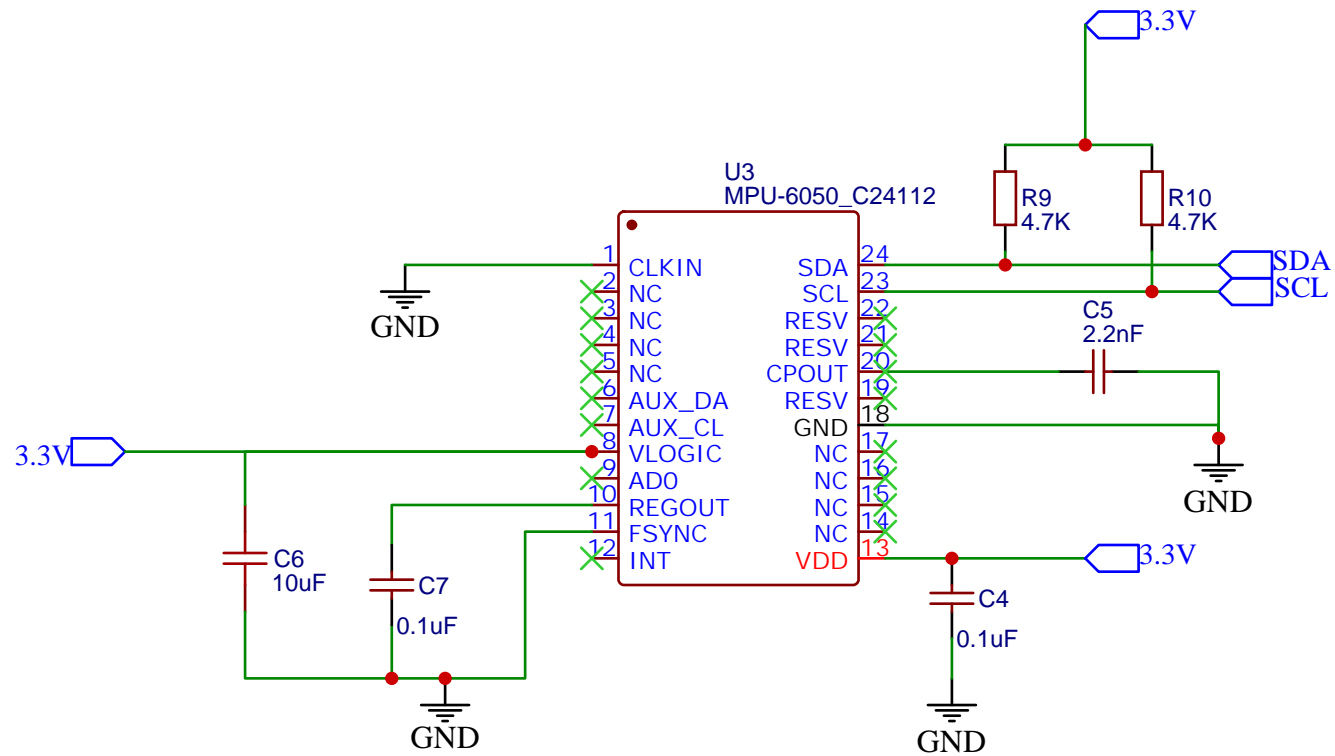 3.3V
U3
MPU-6050_C24112
R9
4.7K
R10
4.7K
1
CLKIN
2
NC
3
NC
4
NC
5
NC
6
AUX_DA
7
AUX_CL
8
VLOGIC
9
AD0
10
REGOUT
11
FSYNC
12
INT
24
SDA
23
SCL
22
RESV
21
RESV
20
CPOUT
19
RESV
18
GND
17
NC
16
NC
15
NC
14
NC
13
VDD
SDA
SCL
GND
C5
2.2nF
3.3V
GND
C6
10uF
C7
0.1uF
3.3V
C4
0.1uF
GND
GND